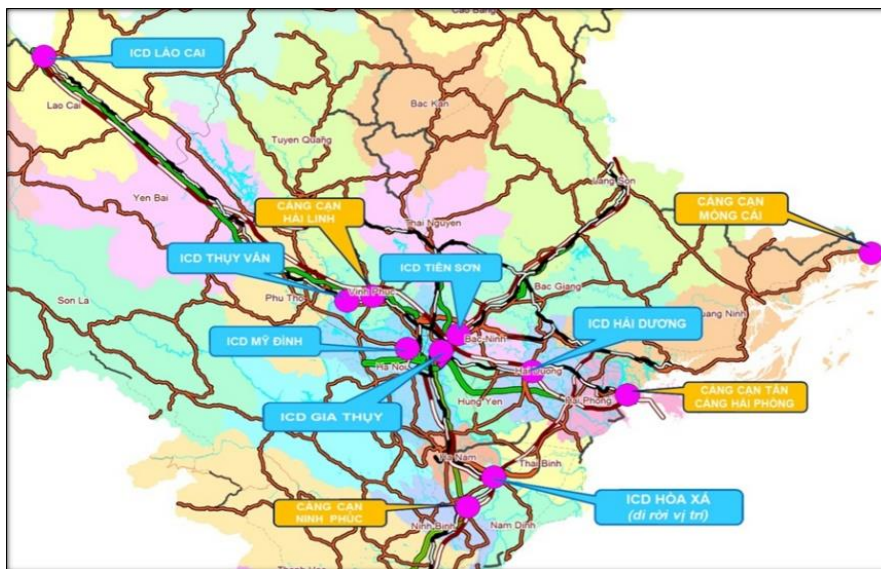 Cao Bang
ICD LÀO CAI
Lao Cai
Bac Kan
Tuyen Quang
Lang Son
Yen Bai
CẢNG CẠN
HẢI LINH
Thai Nguyen
CẢNG CẠN
MÓNG CÁI
ICD THỤY VÂN
ICD TIÊN SƠN
Bac Giang
Vinh Phuc
Phu Tho
Son La
Quang Ninh
ICD HẢI DƯƠNG
ICD MỸ ĐÌNH
Bac Ninh
Ha Noi
Hai Duong
CẢNG CẠN TÂN
CẢNG HẢI PHÒNG
Hung Yen
Hai Phong
ICD GIA THỤY
Ha Nam
Thai Binh
ICD HÒA XÁ
(di rời vị trí)
CẢNG CẠN
NINH PHÚC
Ninh Binh
Nam Dinh
Thanh Hoa